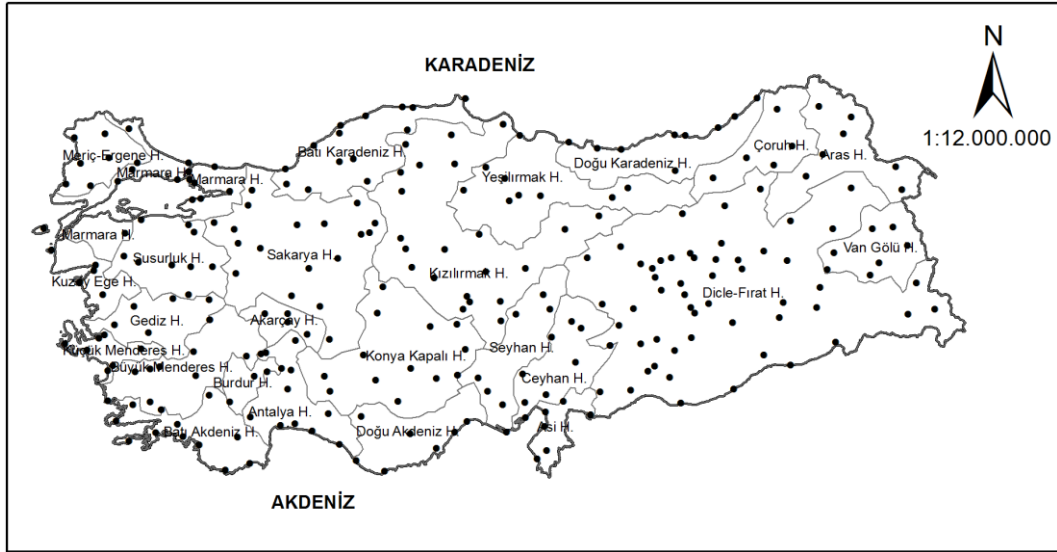 KARADENİZ
N
1:12.000.000
Meriç-Ergene H.
Marmara H.
Marmara H.
Batı Karadeniz H.
Yeşilırmak H.
Doğu Karadeniz H.
Çoruh H.
Aras H.
Marmara H.
Susurluk H.
Sakarya H.
Kızılırmak H.
Van Gölü H.
Kuzey Ege H.
Dicle-Fırat H.
Gediz H.
Akarçay H.
Küçük Menderes H.
Büyük Menderes H.
Burdur H.
Konya Kapalı H.
Seyhan H.
Ceyhan H.
Antalya H.
Batı Akdeniz H.
Doğu Akdeniz H.
Asi H.
AKDENİZ